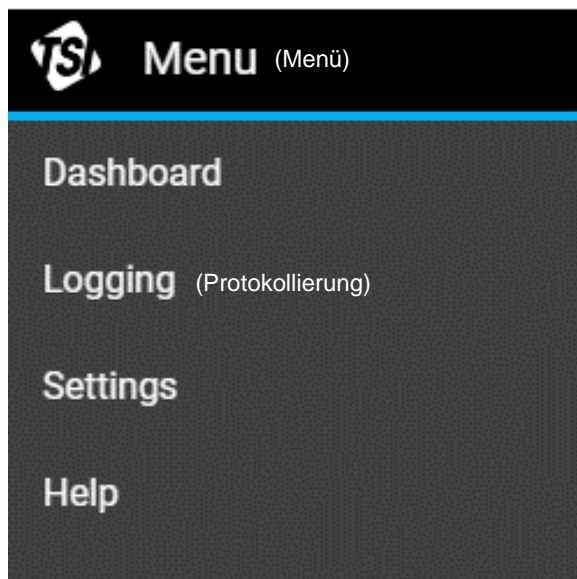 TSI Menu (Menü)
Dashboard
Logging (Protokollierung)
Settings
Help